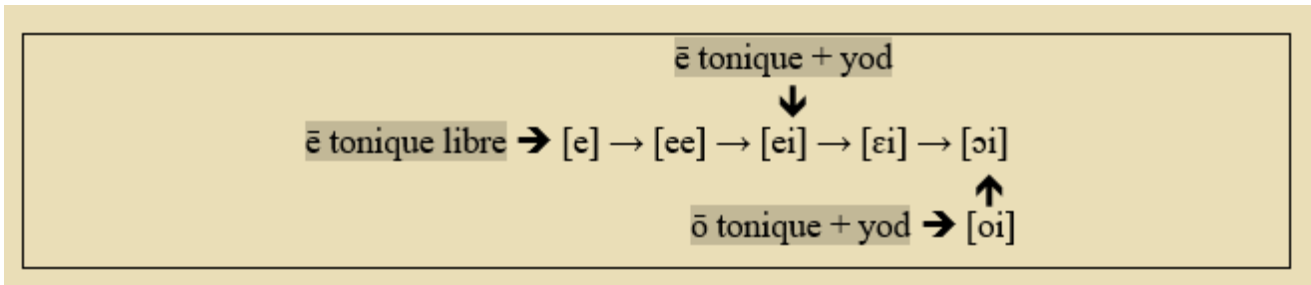 ē tonique + yod
🡻
ē tonique libre 🡺 [e] → [ee] → [ei] → [ɛi] → [ɔi]
🡹
ō tonique + yod 🡺 [oi]